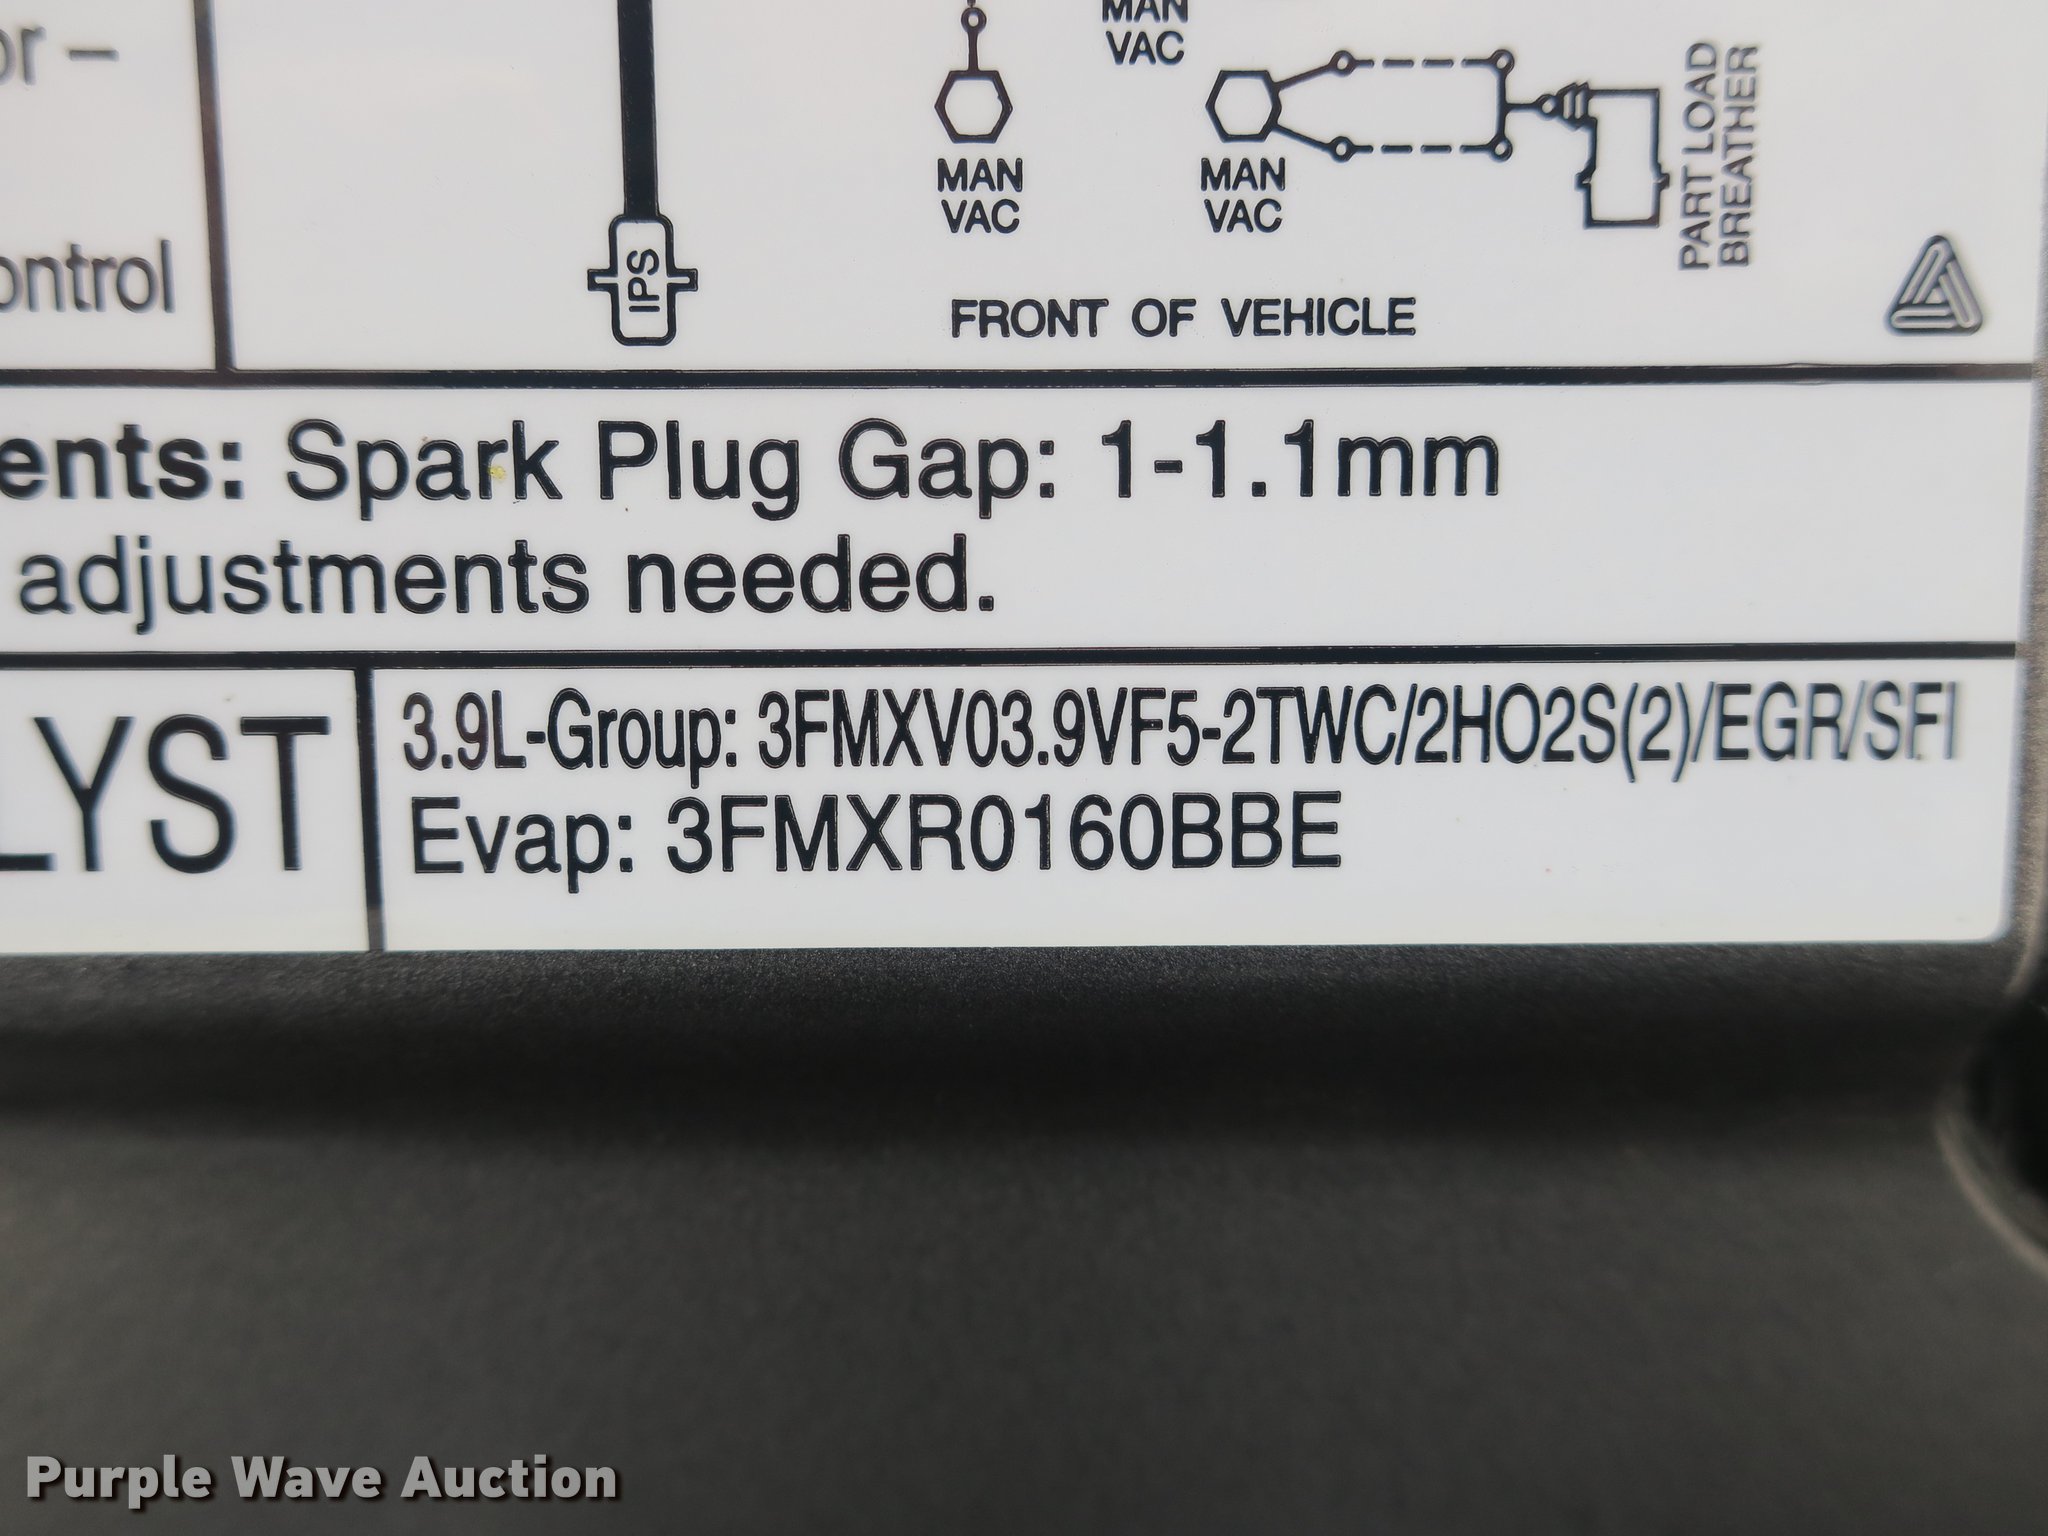 or –
MAN
VAC
MAN
VAC
MAN
VAC
PART LOAD
BREATHER
ontrol
IPS
FRONT OF VEHICLE
ents: Spark Plug Gap: 1-1.1mm
adjustments needed.
LYST
3.9L-Group: 3FMXV03.9VF5-2TWC/2HO2S(2)/EGR/SFI
Evap: 3FMXR0160BBE
Purple Wave Auction